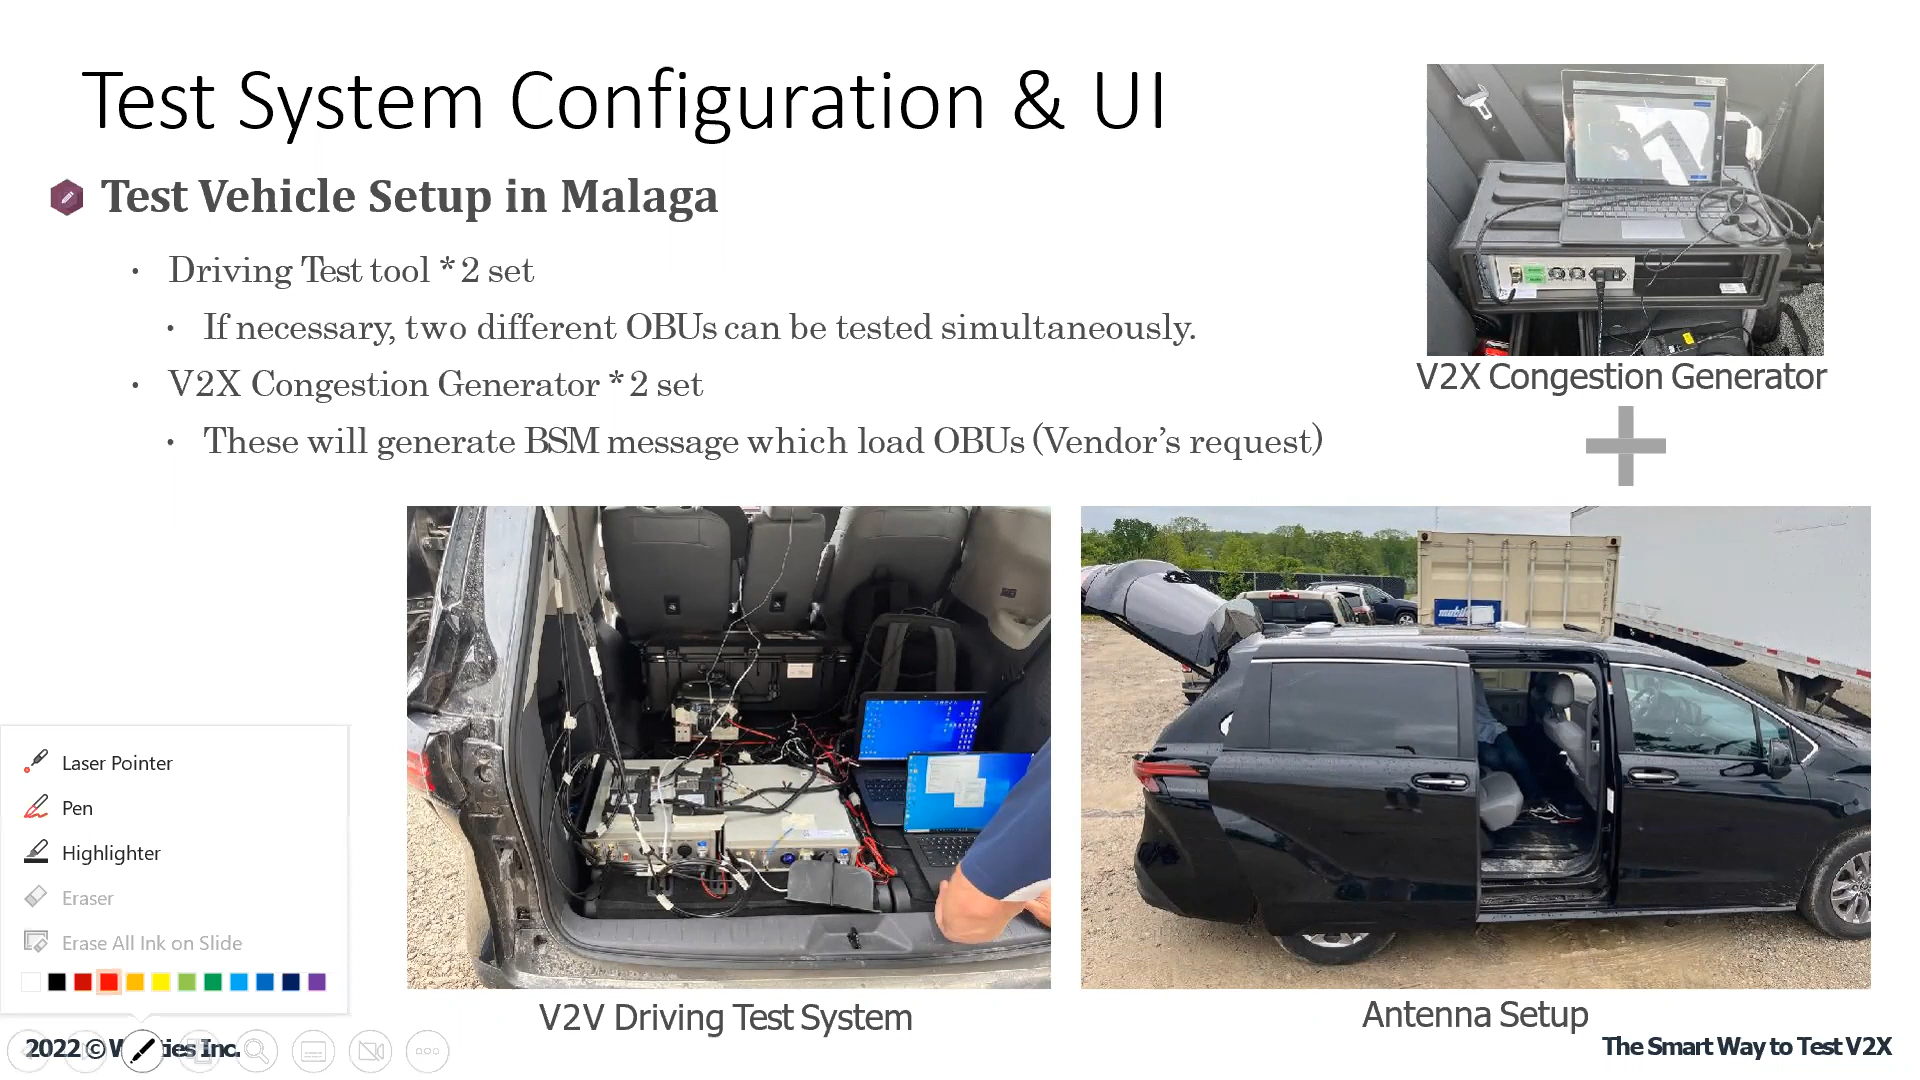 Test System Configuration & UI
Test Vehicle Setup in Malaga
• Driving Test tool * 2 set
• If necessary, two different OBUs can be tested simultaneously.
• V2X Congestion Generator * 2 set
• These will generate BSM message which load OBUs (Vendor's request)
V2X Congestion Generator
V2V Driving Test System
Antenna Setup
Laser Pointer
Pen
Highlighter
Eraser
Erase All Ink on Slide
2022 ©
Inc.
The Smart Way to Test V2X